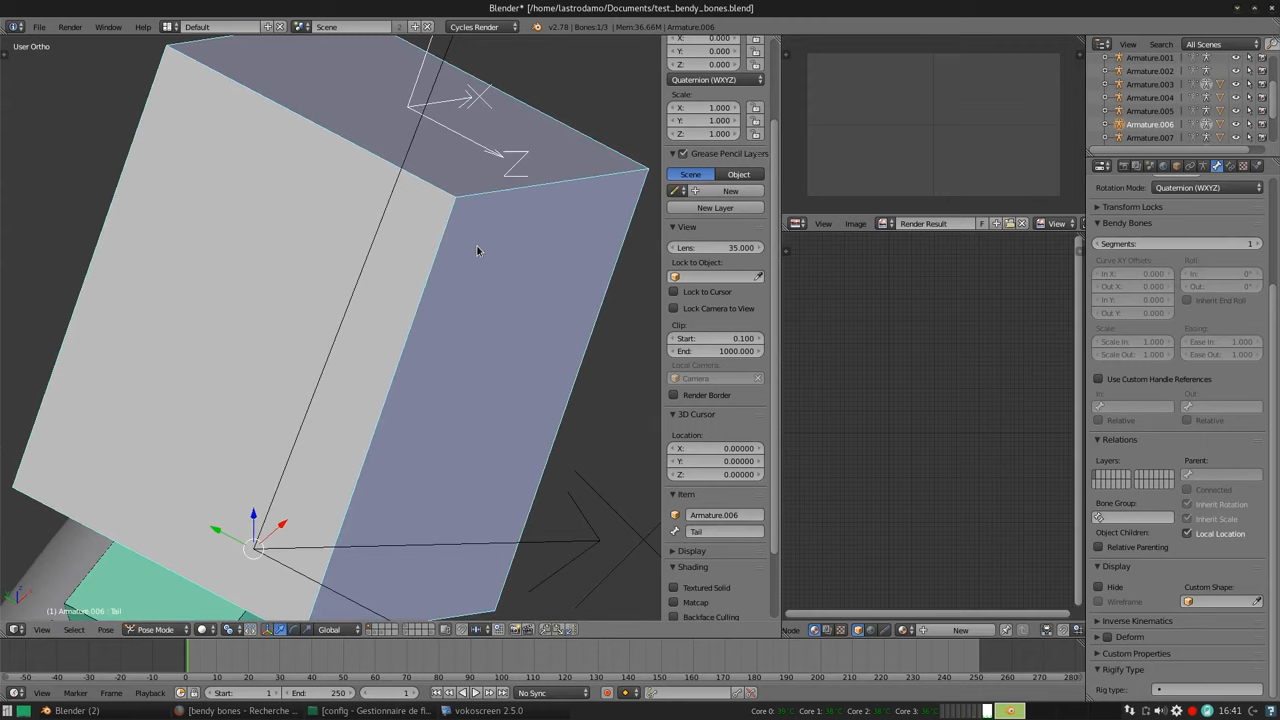 Blender* [/home/lastrodamo/Documents/test_bendy_bones.blend]
File Render Window Help Default Scene 2 Cycles Render v2.78 | Bones:1/3 | Mem:36.66M | Armature.006
User Ortho
X
Z
(1) Armature.006 : Tail
View Select Pose Pose Mode Global
X: 0.000
Y: 0.000
Z: 0.000
Quaternion (WXYZ)
Scale:
X: 1.000
Y: 1.000
Z: 1.000
Grease Pencil Layers
Scene Object
New
New Layer
View
Lens: 35.000
Lock to Object:
Lock to Cursor
Lock Camera to View
Clip:
Start: 0.100
End: 1000.000
Local Camera:
Camera
Render Border
3D Cursor
Location:
X: 0.00000
Y: 0.00000
Z: 0.00000
Item
Armature.006
Tail
Display
Shading
Textured Solid
Matcap
Backface Culling
View Image Render Result F View
Node New
View Search All Scenes
Armature.001
Armature.002
Armature.003
Armature.004
Armature.005
Armature.006
Armature.007
Rotation Mode: Quaternion (WXYZ)
Transform Locks
Bendy Bones
Segments: 1
Curve XY Offsets: Roll:
In X: 0.000 In: 0°
Out X: 0.000 Out: 0°
In Y: 0.000 Inherit End Roll
Out Y: 0.000
Scale: Easing:
Scale In: 1.000 Ease In: 1.000
Scale Out: 1.000 Ease Out: 1.000
Use Custom Handle References
In: Out:
Relative Relative
Relations
Layers: Parent:
Connected
Bone Group: Inherit Rotation
Inherit Scale
Object Children: Local Location
Relative Parenting
Display
Hide Custom Shape:
Wireframe
Inverse Kinematics
Deform
Custom Properties
Rigify Type
Rig type:
-50 -40 -30 -20 -10 0 10 20 30 40 50 60 70 80 90 100 110 120 130 140 150 160 170 180 190 200 210 220 230 240 250 260 270 280
View Marker Frame Playback Start: 1 End: 250 1 No Sync
Blender (2) [bendy bones - Recherche ... [config - Gestionnaire de fi... vokoscreen 2.5.0 Core 0: 39°C Core 1: 38°C Core 2: 38°C Core 3: 36°C 16:41